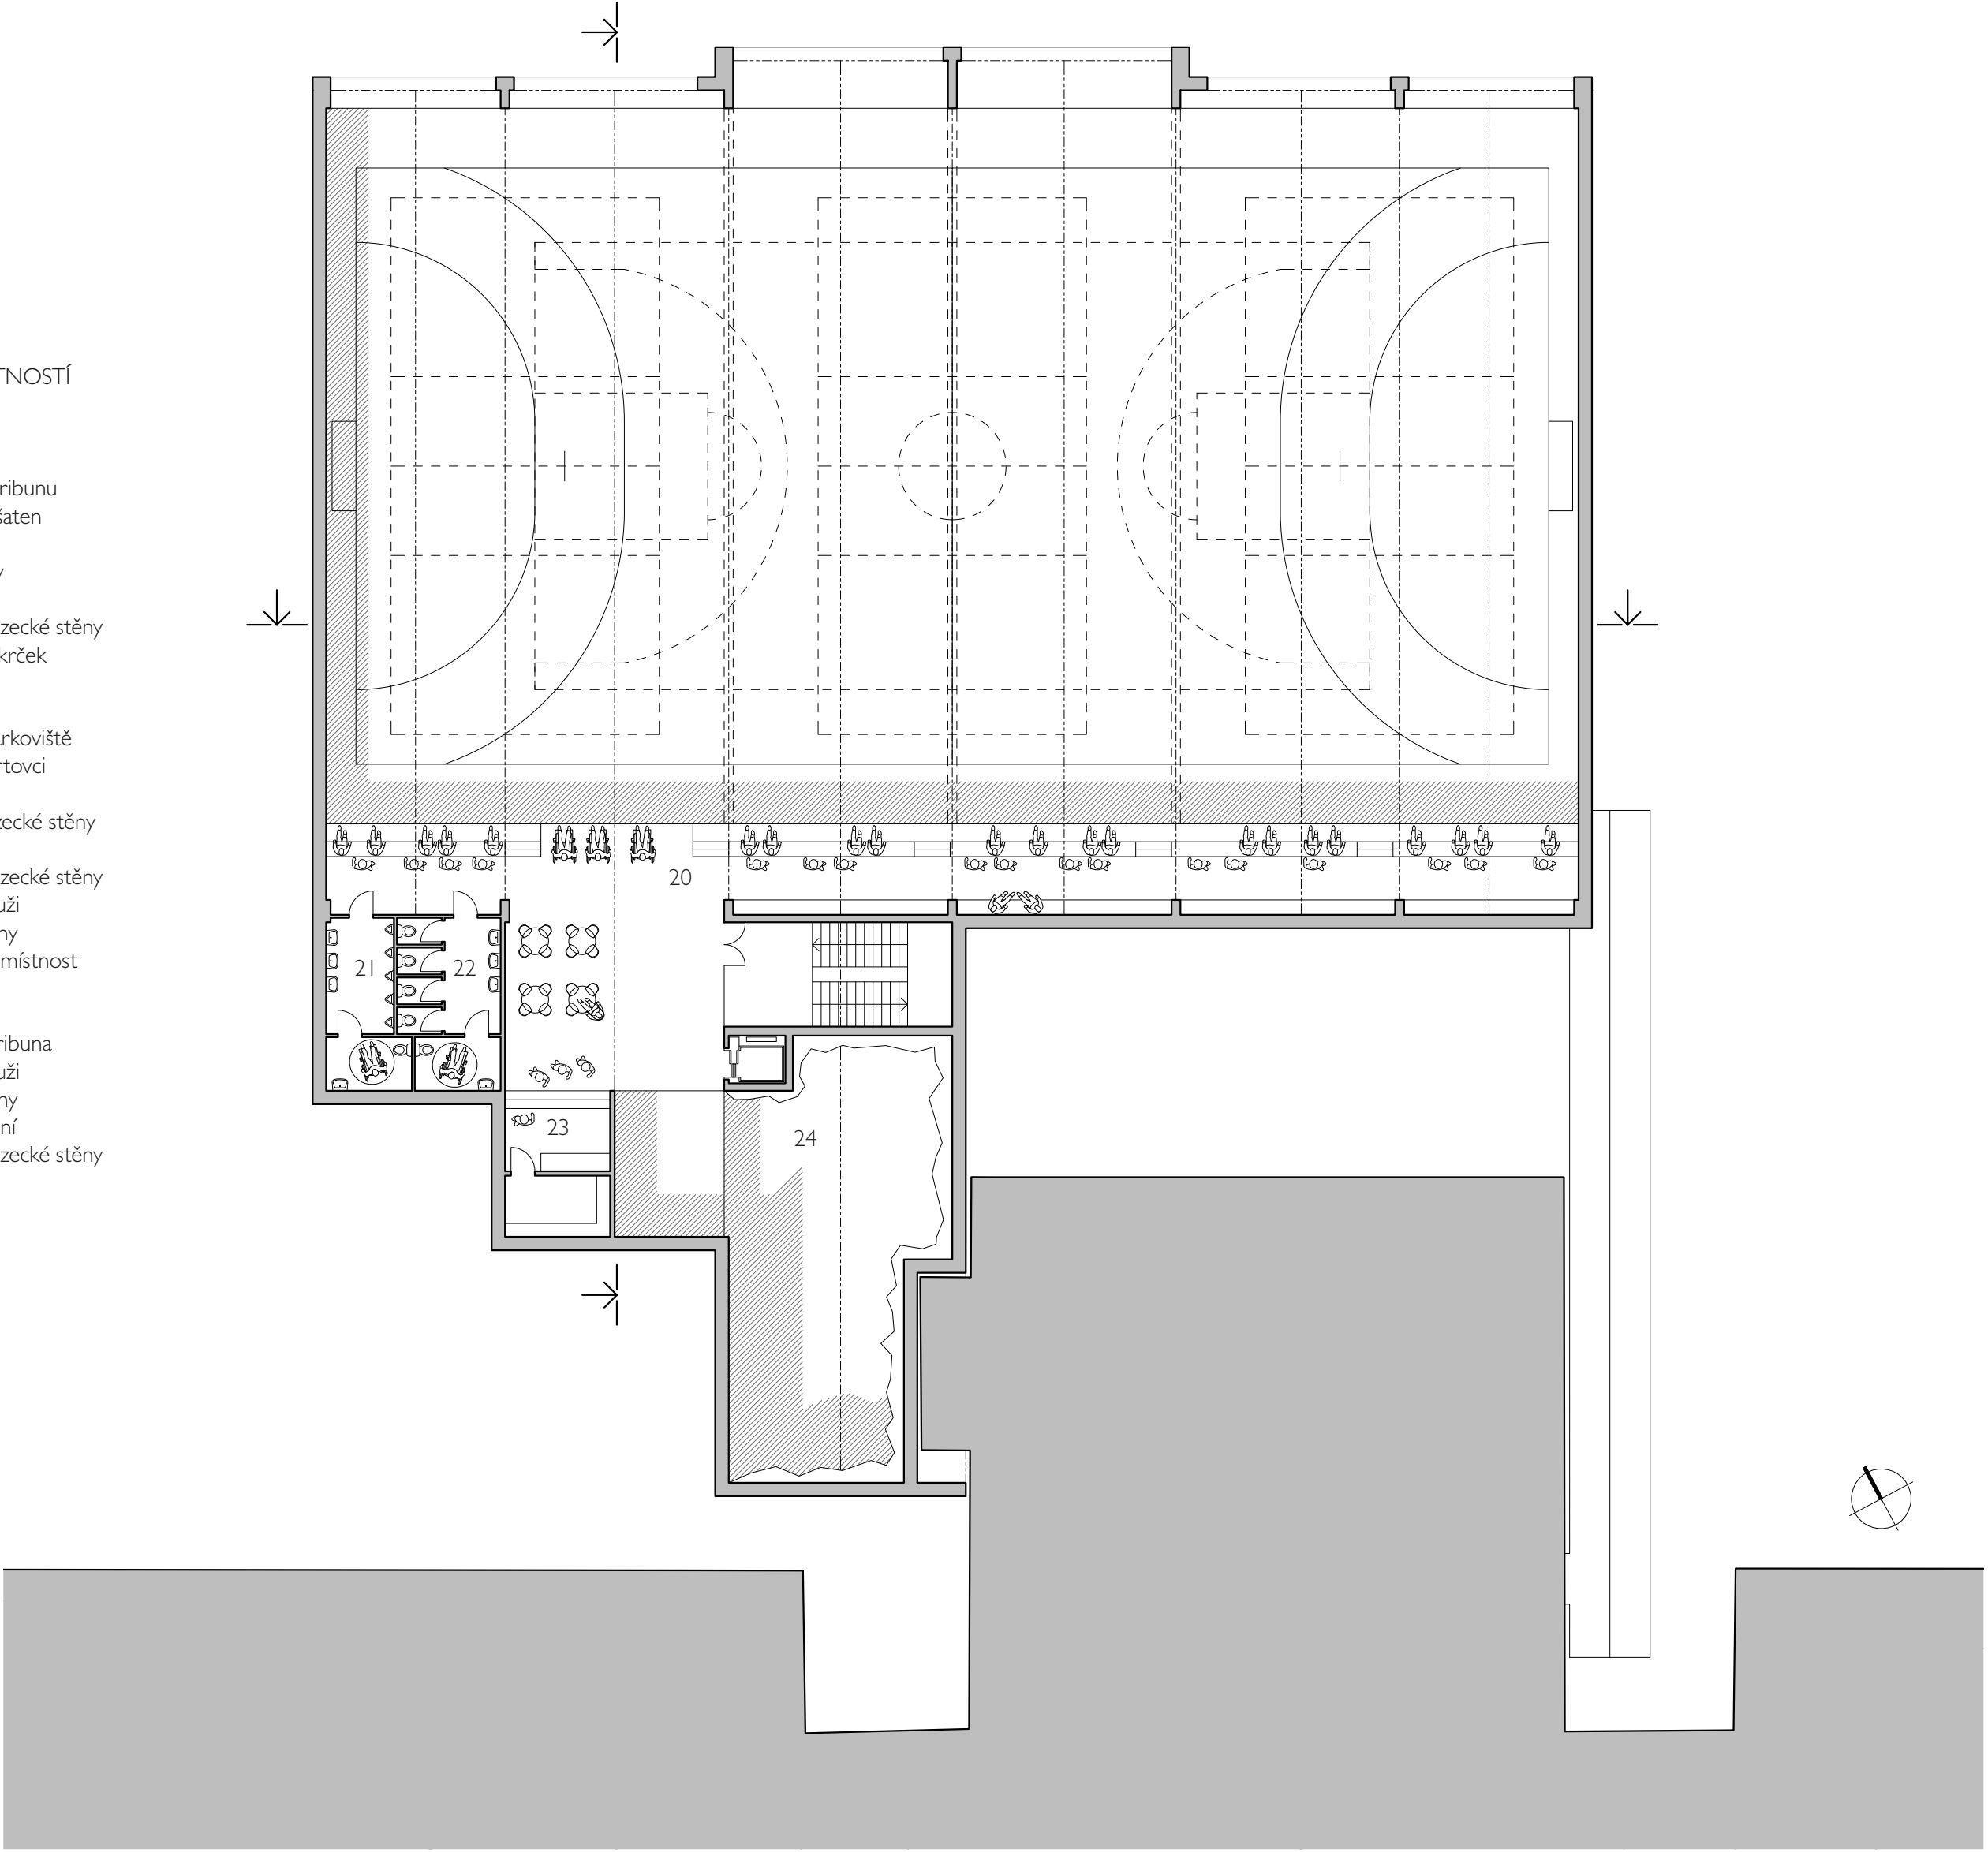 TNOSTÍ
ribunu
šaten
y
zecké stěny
krček
arkoviště
rtovci
zecké stěny
zecké stěny
uži
ny
místnost
ribuna
uži
ny
ní
zecké stěny
20
21
22
23
24